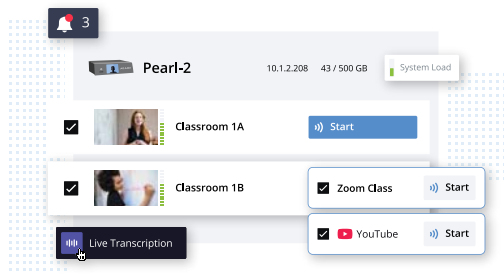 3
Pearl-2 10.1.2.208 43 / 500 GB System Load
Classroom 1A Start
Classroom 1B
Zoom Class Start
YouTube Start
Live Transcription